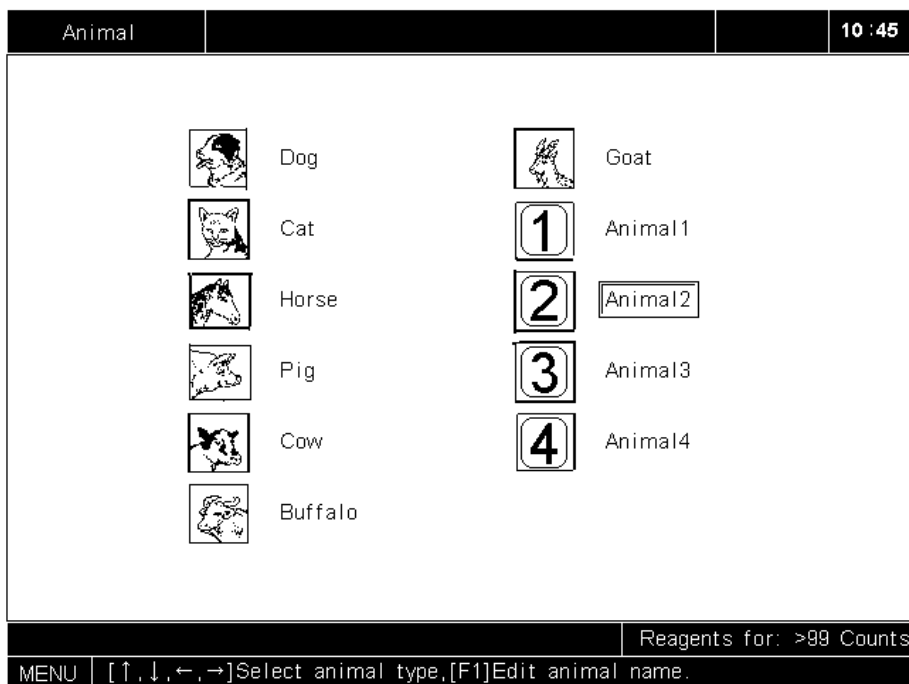 Animal
10:45
Dog
Cat
Horse
Pig
Cow
Buffalo
Goat
1 Animal1
2 Animal2
3 Animal3
4 Animal4
Reagents for: >99 Counts
MENU [↑,↓,←,→]Select animal type,[F1]Edit animal name.